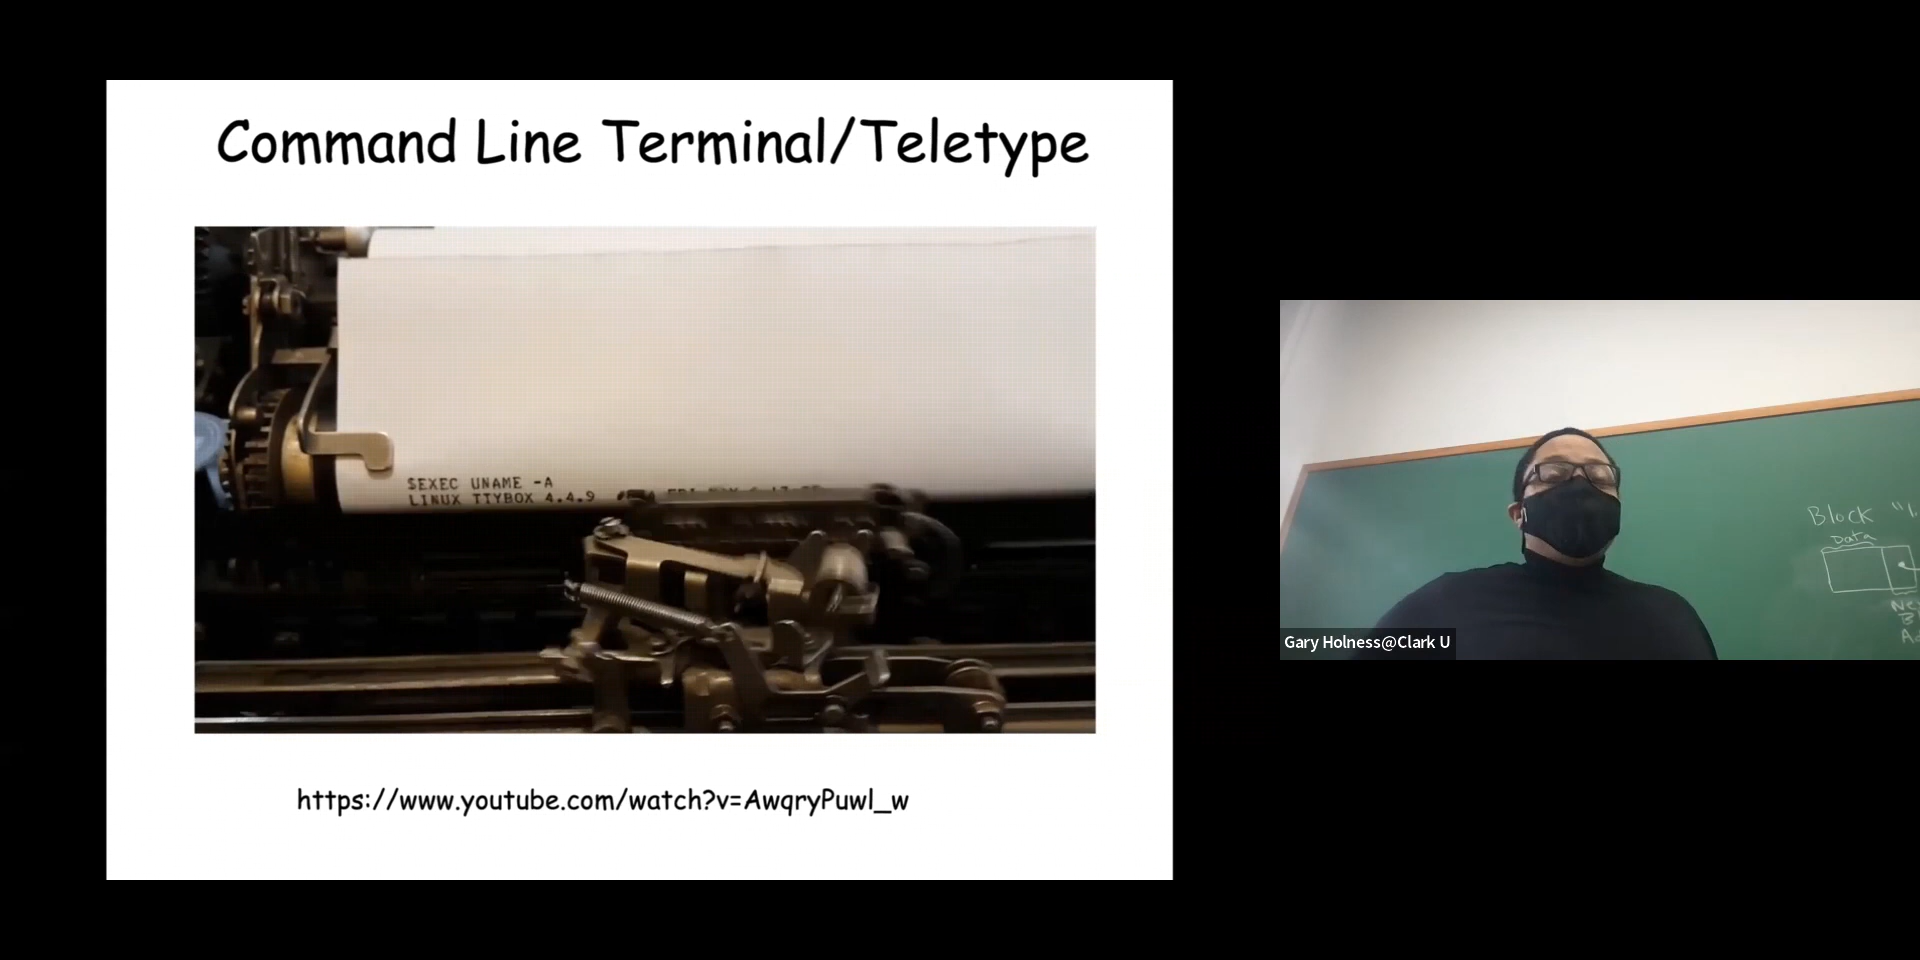 Command Line Terminal/Teletype
$EXEC UNAME -A
LINUX TTYBOX 4.4.9
https://www.youtube.com/watch?v=AwqryPuwl_w
Gary Holness@Clark U
Block
Data